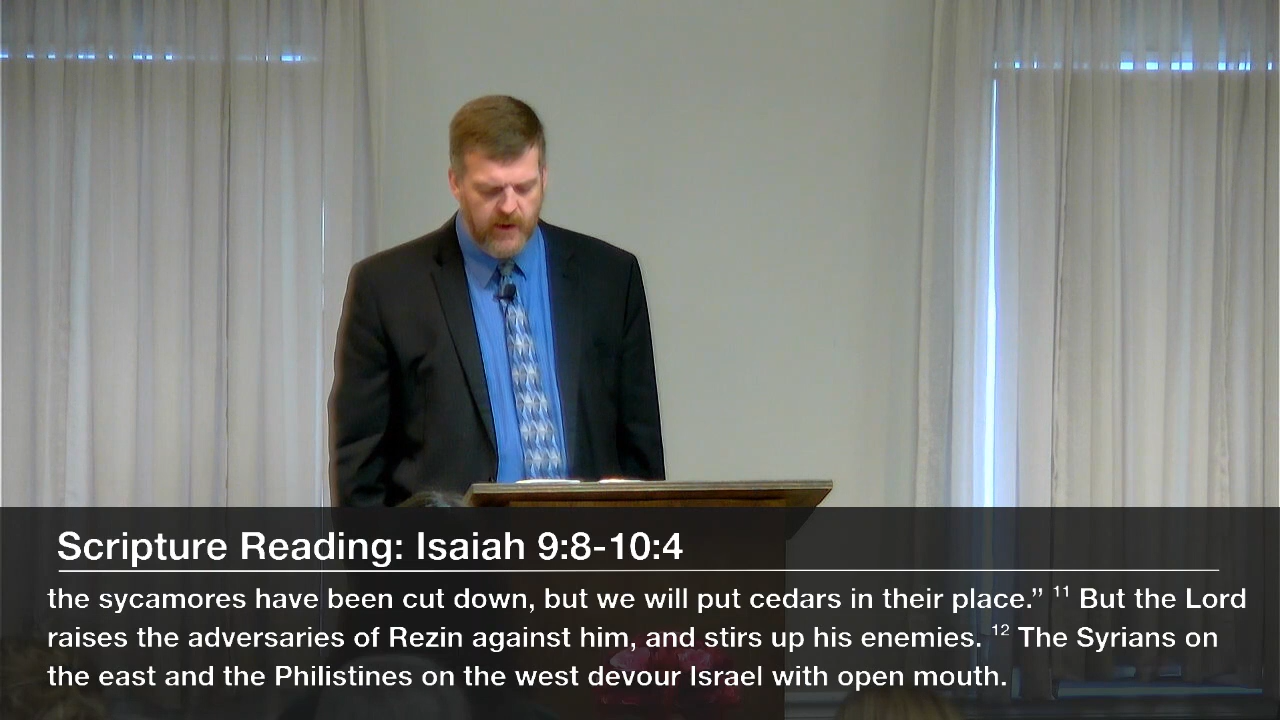 Scripture Reading: Isaiah 9:8-10:4
the sycamores have been cut down, but we will put cedars in their place.” ¹¹ But the Lord
raises the adversaries of Rezin against him, and stirs up his enemies. ¹² The Syrians on
the east and the Philistines on the west devour Israel with open mouth.